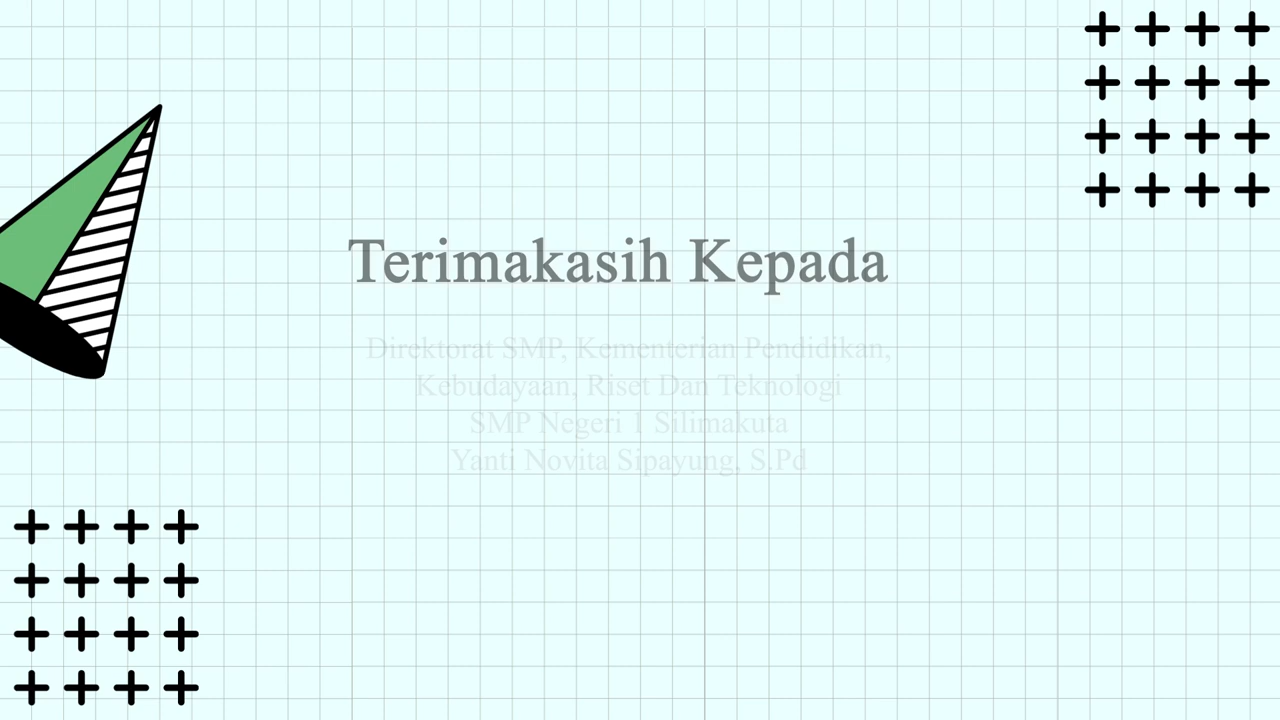 Terimakasih Kepada
Direktorat SMP, Kementerian Pendidikan,
Kebudayaan, Riset Dan Teknologi
SMP Negeri 1 Silimakuta
Yanti Novita Sipayung, S.Pd